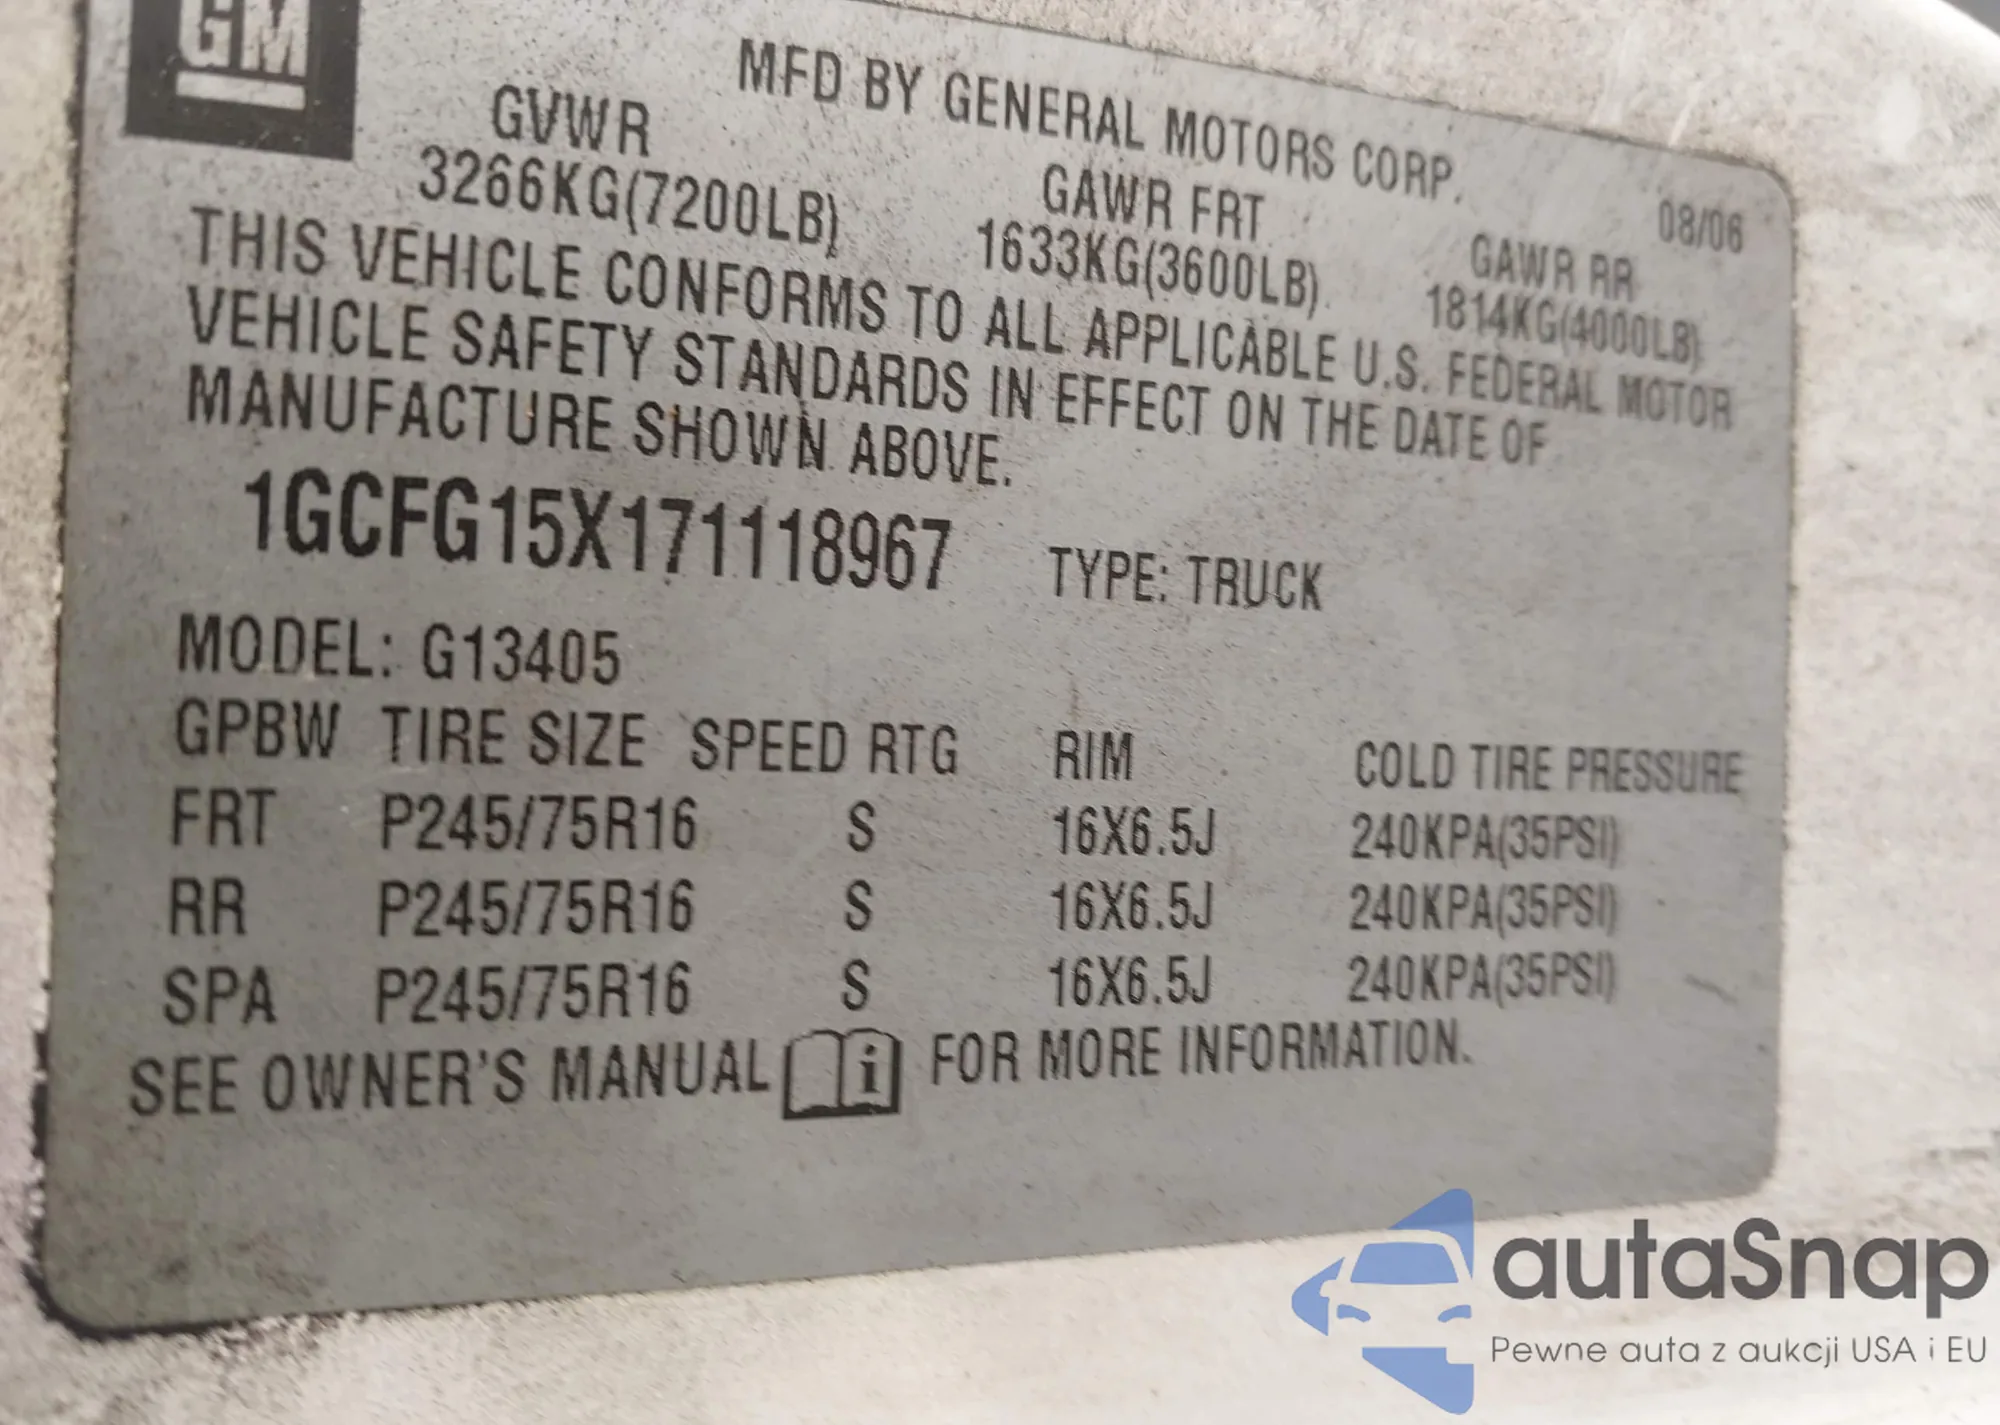 GM
MFD BY GENERAL MOTORS CORP.
08/06
GVWR
GAWR FRT
GAWR RR
3266KG(7200LB)
1633KG(3600LB)
1814KG(4000LB)
THIS VEHICLE CONFORMS TO ALL APPLICABLE U.S. FEDERAL MOTOR
VEHICLE SAFETY STANDARDS IN EFFECT ON THE DATE OF
MANUFACTURE SHOWN ABOVE.
1GCFG15X171118967 TYPE: TRUCK
MODEL: G13405
GPBW TIRE SIZE SPEED RTG RIM COLD TIRE PRESSURE
FRT P245/75R16 S 16X6.5J 240KPA(35PSI)
RR P245/75R16 S 16X6.5J 240KPA(35PSI)
SPA P245/75R16 S 16X6.5J 240KPA(35PSI)
SEE OWNER'S MANUAL i FOR MORE INFORMATION.
autaSnap
Pewne auta z aukcji USA i EU